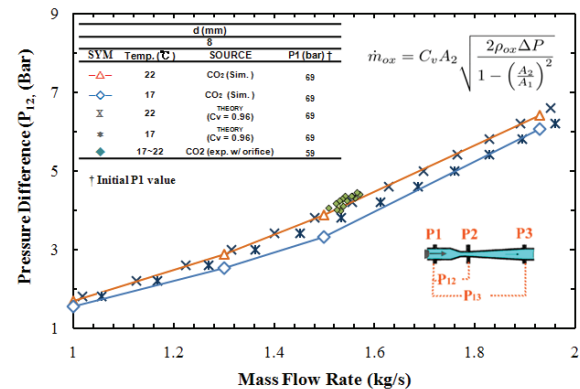 Pressure Difference (P12, (Bar)
9
7
5
3
1
d (mm)
8
SYM Temp. (℃) SOURCE P1 (bar) †
22 CO2 (Sim.) 69
17 CO2 (Sim.) 69
22 THEORY (Cv = 0.96) 69
17 THEORY (Cv = 0.96) 69
17~22 CO2 (exp. w/ orifice) 59
† Initial P1 value
ṁox = CvA2 √(2ρoxΔP / (1 − (A2/A1)²))
P1 P2 P3
P12
P13
1 1.2 1.4 1.6 1.8 2
Mass Flow Rate (kg/s)